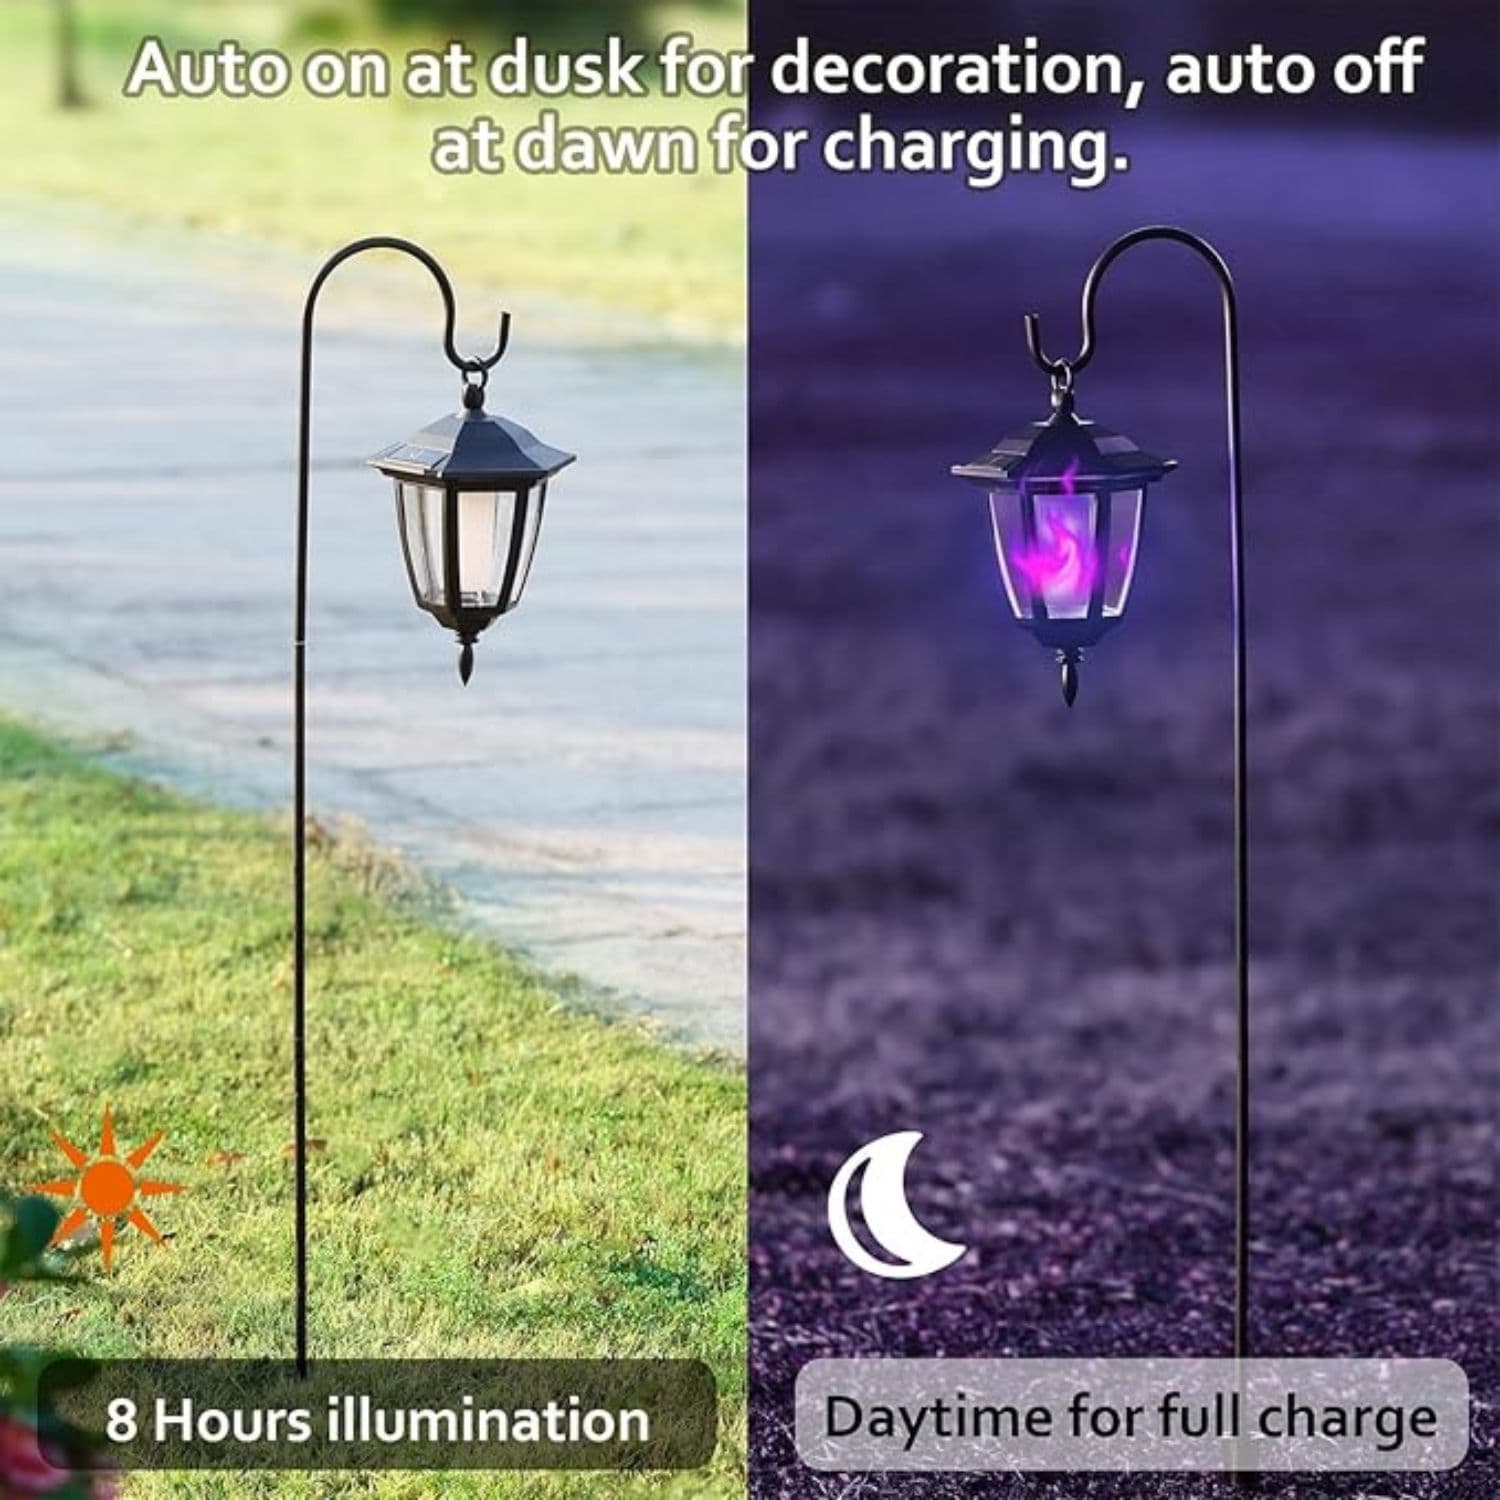 Auto on at dusk for decoration, auto off
at dawn for charging.
8 Hours illumination
Daytime for full charge